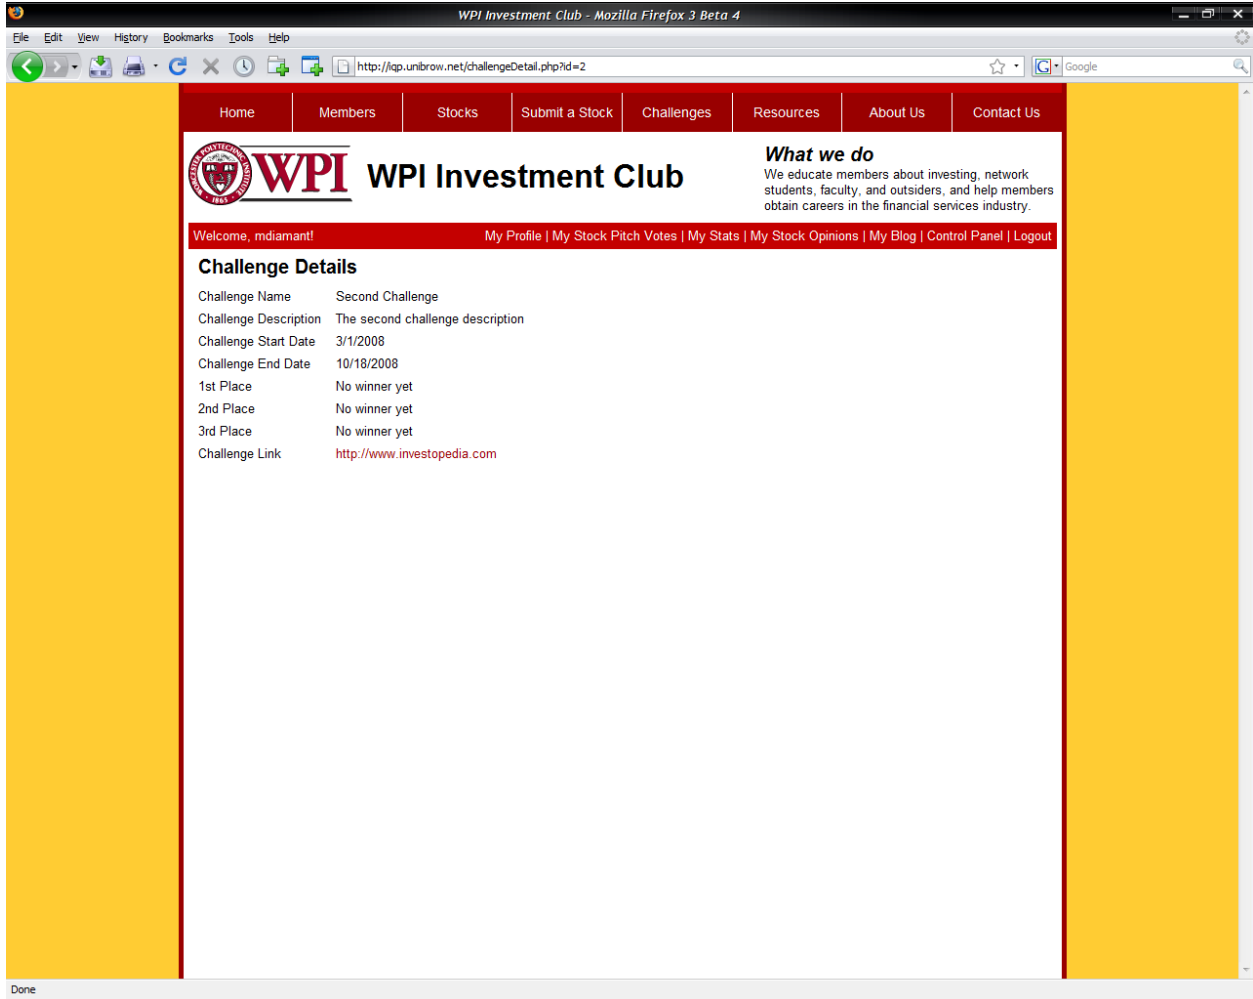 WPI Investment Club - Mozilla Firefox 3 Beta 4
File Edit View History Bookmarks Tools Help
http://iqp.unibrow.net/challengeDetail.php?id=2
G Google
Home Members Stocks Submit a Stock Challenges Resources About Us Contact Us
WORCESTER POLYTECHNIC INSTITUTE
1865
WPI
WPI Investment Club
What we do
We educate members about investing, network
students, faculty, and outsiders, and help members
obtain careers in the financial services industry.
Welcome, mdiamant! My Profile | My Stock Pitch Votes | My Stats | My Stock Opinions | My Blog | Control Panel | Logout
Challenge Details
Challenge Name Second Challenge
Challenge Description The second challenge description
Challenge Start Date 3/1/2008
Challenge End Date 10/18/2008
1st Place No winner yet
2nd Place No winner yet
3rd Place No winner yet
Challenge Link http://www.investopedia.com
Done